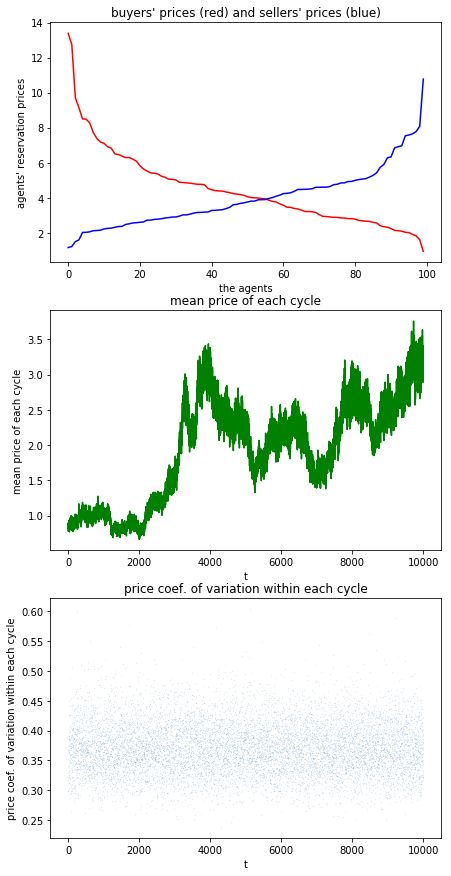 buyers' prices (red) and sellers' prices (blue)
14
12
10
8
6
4
2
agents' reservation prices
0 20 40 60 80 100
the agents
mean price of each cycle
3.5
3.0
2.5
2.0
1.5
1.0
mean price of each cycle
0 2000 4000 6000 8000 10000
t
price coef. of variation within each cycle
0.60
0.55
0.50
0.45
0.40
0.35
0.30
0.25
price coef. of variation within each cycle
0 2000 4000 6000 8000 10000
t